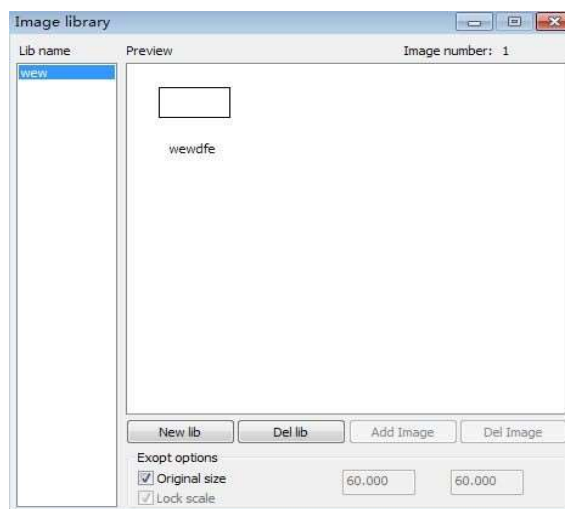 Image library
Lib name Preview Image number: 1
wew
wewdfe
New lib Del lib Add Image Del Image
Exopt options
Original size 60.000 60.000
Lock scale